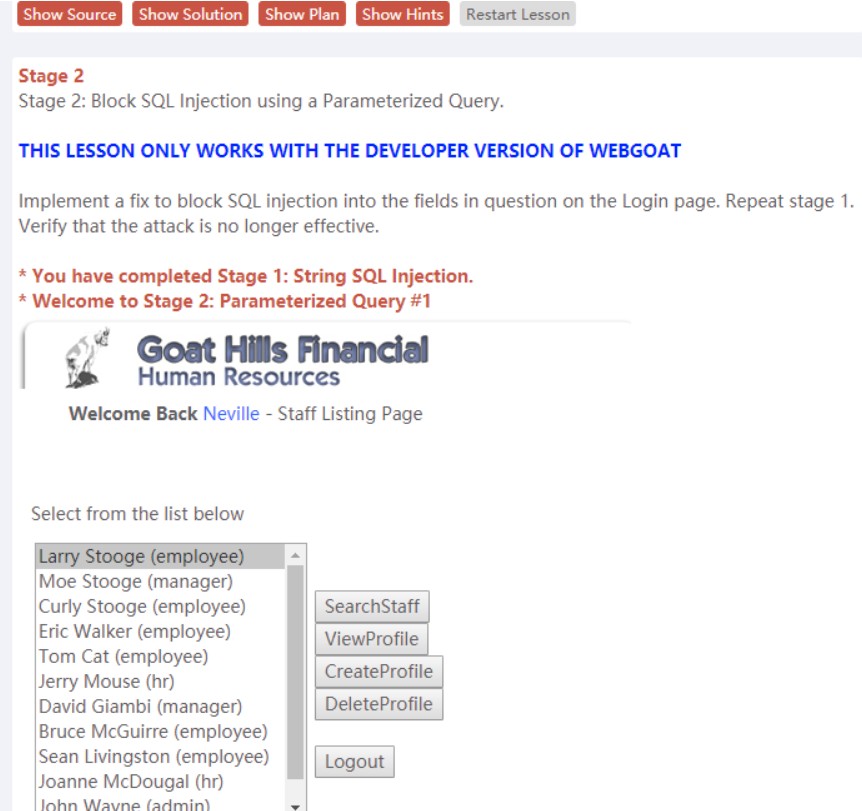 Show Source Show Solution Show Plan Show Hints Restart Lesson
Stage 2
Stage 2: Block SQL Injection using a Parameterized Query.
THIS LESSON ONLY WORKS WITH THE DEVELOPER VERSION OF WEBGOAT
Implement a fix to block SQL injection into the fields in question on the Login page. Repeat stage 1.
Verify that the attack is no longer effective.
* You have completed Stage 1: String SQL Injection.
* Welcome to Stage 2: Parameterized Query #1
Goat Hills Financial
Human Resources
Welcome Back Neville - Staff Listing Page
Select from the list below
Larry Stooge (employee)
Moe Stooge (manager)
Curly Stooge (employee)
Eric Walker (employee)
Tom Cat (employee)
Jerry Mouse (hr)
David Giambi (manager)
Bruce McGuirre (employee)
Sean Livingston (employee)
Joanne McDougal (hr)
John Wayne (admin)
SearchStaff
ViewProfile
CreateProfile
DeleteProfile
Logout